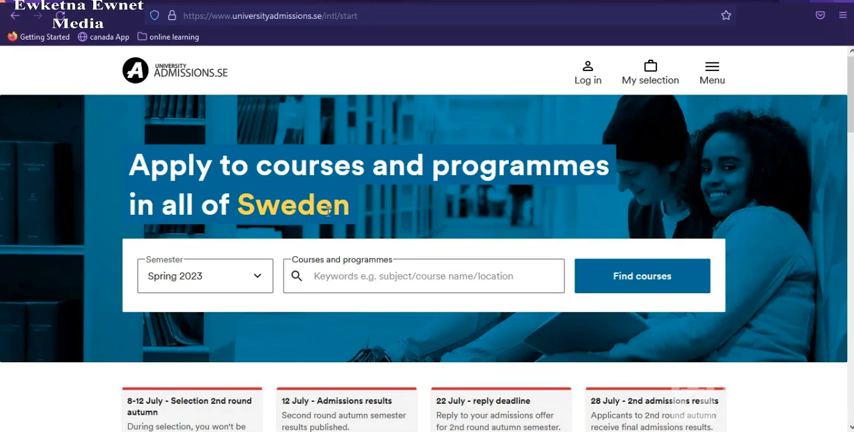 Ewketna Ewnet
Media
https://www.universityadmissions.se/intl/start
Getting Started
canada App
online learning
UNIVERSITY
ADMISSIONS.SE
Log in
My selection
Menu
Apply to courses and programmes
in all of Sweden
Semester
Spring 2023
Courses and programmes
Keywords e.g. subject/course name/location
Find courses
8-12 July - Selection 2nd round
autumn
During selection, you won't be
12 July - Admissions results
Second round autumn semester
results published.
22 July - reply deadline
Reply to your admissions offer
for 2nd round autumn semester.
28 July - 2nd admissions results
Applicants to 2nd round autumn
receive final admissions results.